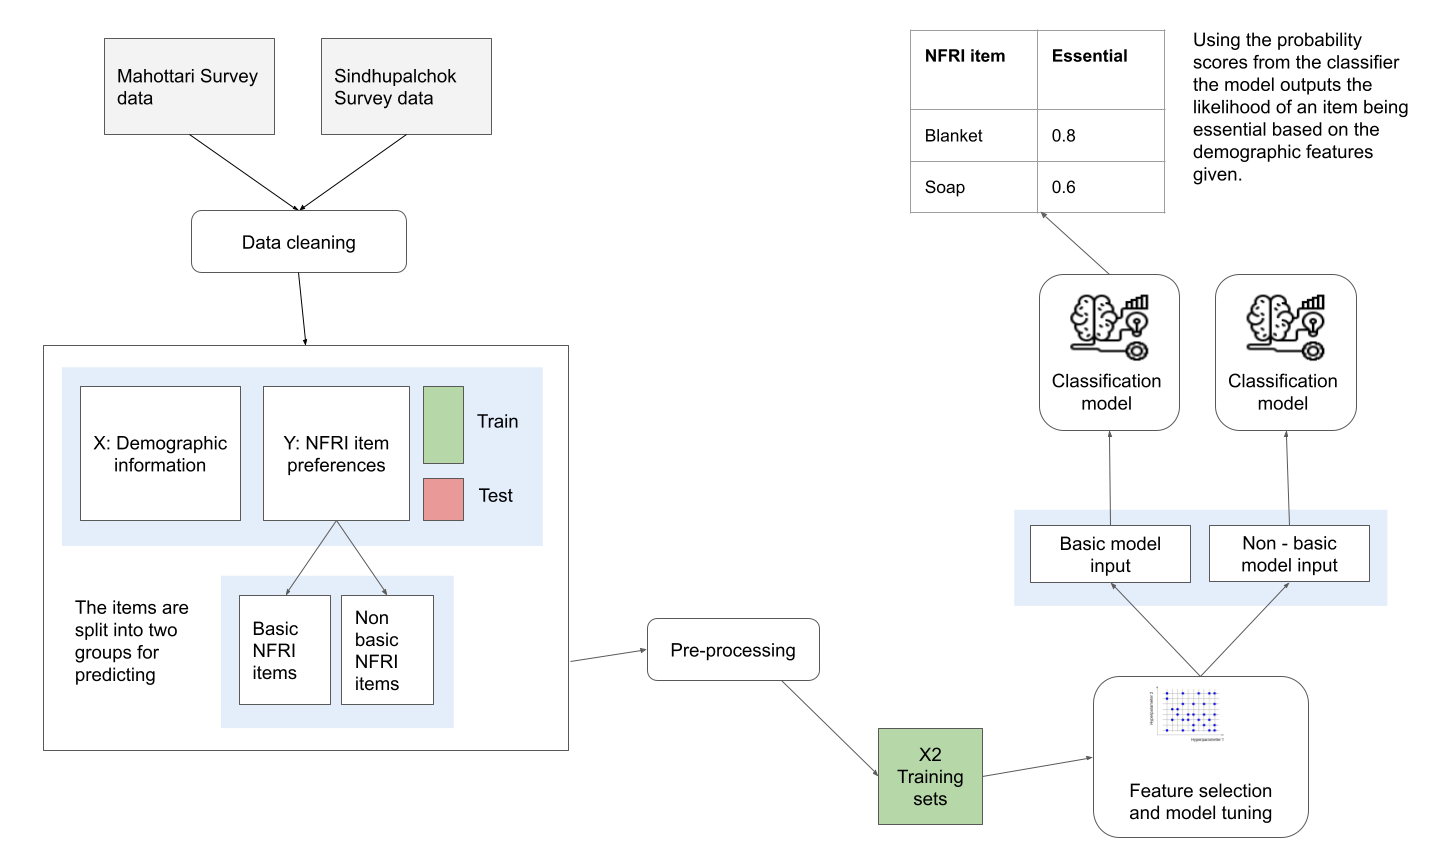 Mahottari Survey
data
Sindhupalchok
Survey data
Data cleaning
X: Demographic
information
Y: NFRI item
preferences
Train
Test
The items are
split into two
groups for
predicting
Basic
NFRI
items
Non
basic
NFRI
items
Pre-processing
X2
Training
sets
Hyperparameter 2
Hyperparameter 1
Feature selection
and model tuning
Basic model
input
Non - basic
model input
Classification
model
Classification
model
NFRI item Essential
Blanket 0.8
Soap 0.6
Using the probability
scores from the classifier
the model outputs the
likelihood of an item being
essential based on the
demographic features
given.